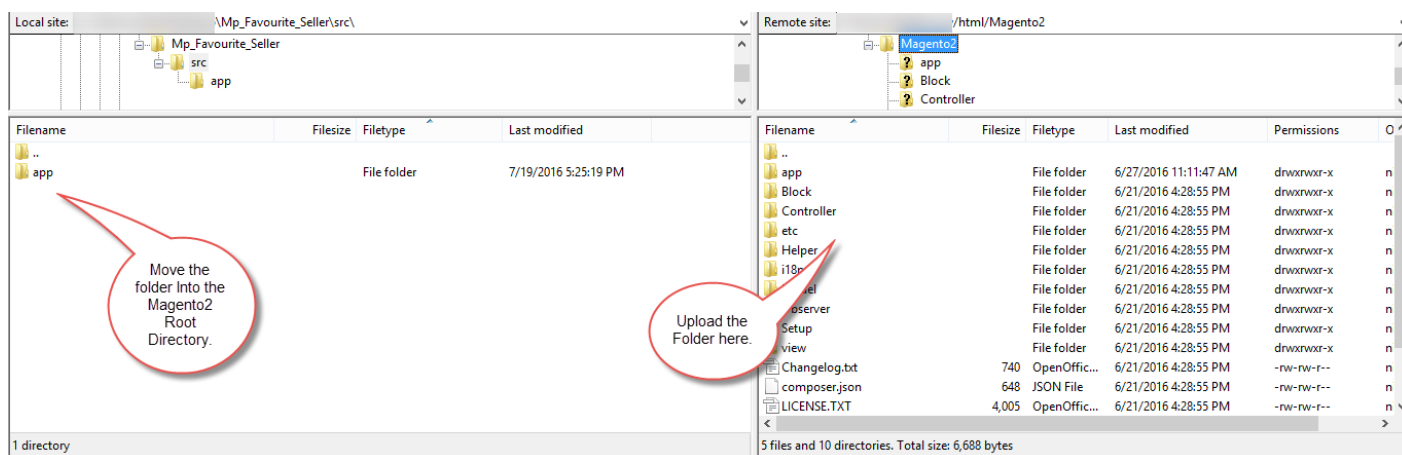 Local site: \Mp_Favourite_Seller\src\
Mp_Favourite_Seller
src
app
Filename Filesize Filetype Last modified
..
app File folder 7/19/2016 5:25:19 PM
Move the
folder Into the
Magento2
Root
Directory.
1 directory
Remote site: /html/Magento2
Magento2
? app
? Block
? Controller
Filename Filesize Filetype Last modified Permissions O
..
app File folder 6/27/2016 11:11:47 AM drwxrwxr-x n
Block File folder 6/21/2016 4:28:55 PM drwxrwxr-x n
Controller File folder 6/21/2016 4:28:55 PM drwxrwxr-x n
etc File folder 6/21/2016 4:28:55 PM drwxrwxr-x n
Helper File folder 6/21/2016 4:28:55 PM drwxrwxr-x n
i18n File folder 6/21/2016 4:28:55 PM drwxrwxr-x n
File folder 6/21/2016 4:28:55 PM drwxrwxr-x n
File folder 6/21/2016 4:28:55 PM drwxrwxr-x n
Setup File folder 6/21/2016 4:28:55 PM drwxrwxr-x n
view File folder 6/21/2016 4:28:55 PM drwxrwxr-x n
Changelog.txt 740 OpenOffic... 6/21/2016 4:28:55 PM -rw-rw-r-- n
composer.json 648 JSON File 6/21/2016 4:28:55 PM -rw-rw-r-- n
LICENSE.TXT 4,005 OpenOffic... 6/21/2016 4:28:55 PM -rw-rw-r-- n
Upload the
Folder here.
5 files and 10 directories. Total size: 6,688 bytes